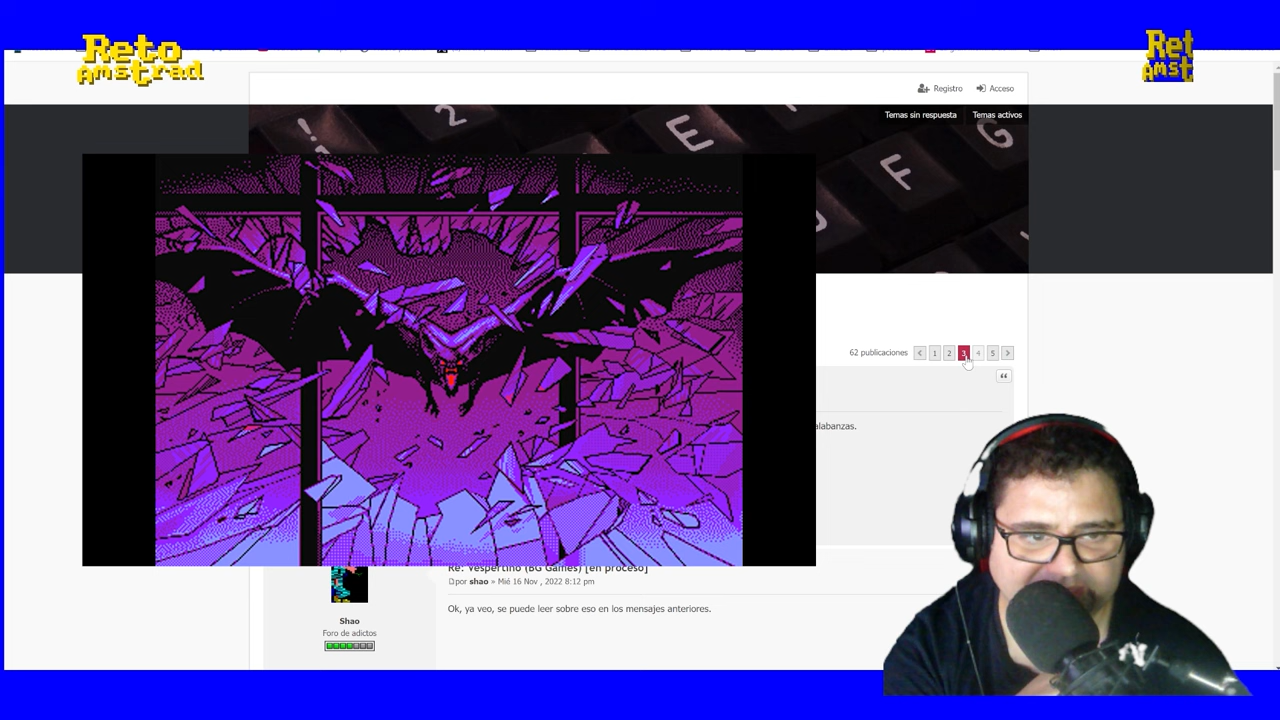 Reto
Amstrad
Ret
Amst
Registro
Acceso
Temas sin respuesta
Temas activos
! 2 E F G
62 publicaciones
1 2 3 4 5
alabanzas.
Re: Vespertino (BG Games) [en proceso]
por shao » Mié 16 Nov , 2022 8:12 pm
Ok, ya veo, se puede leer sobre eso en los mensajes anteriores.
Shao
Foro de adictos